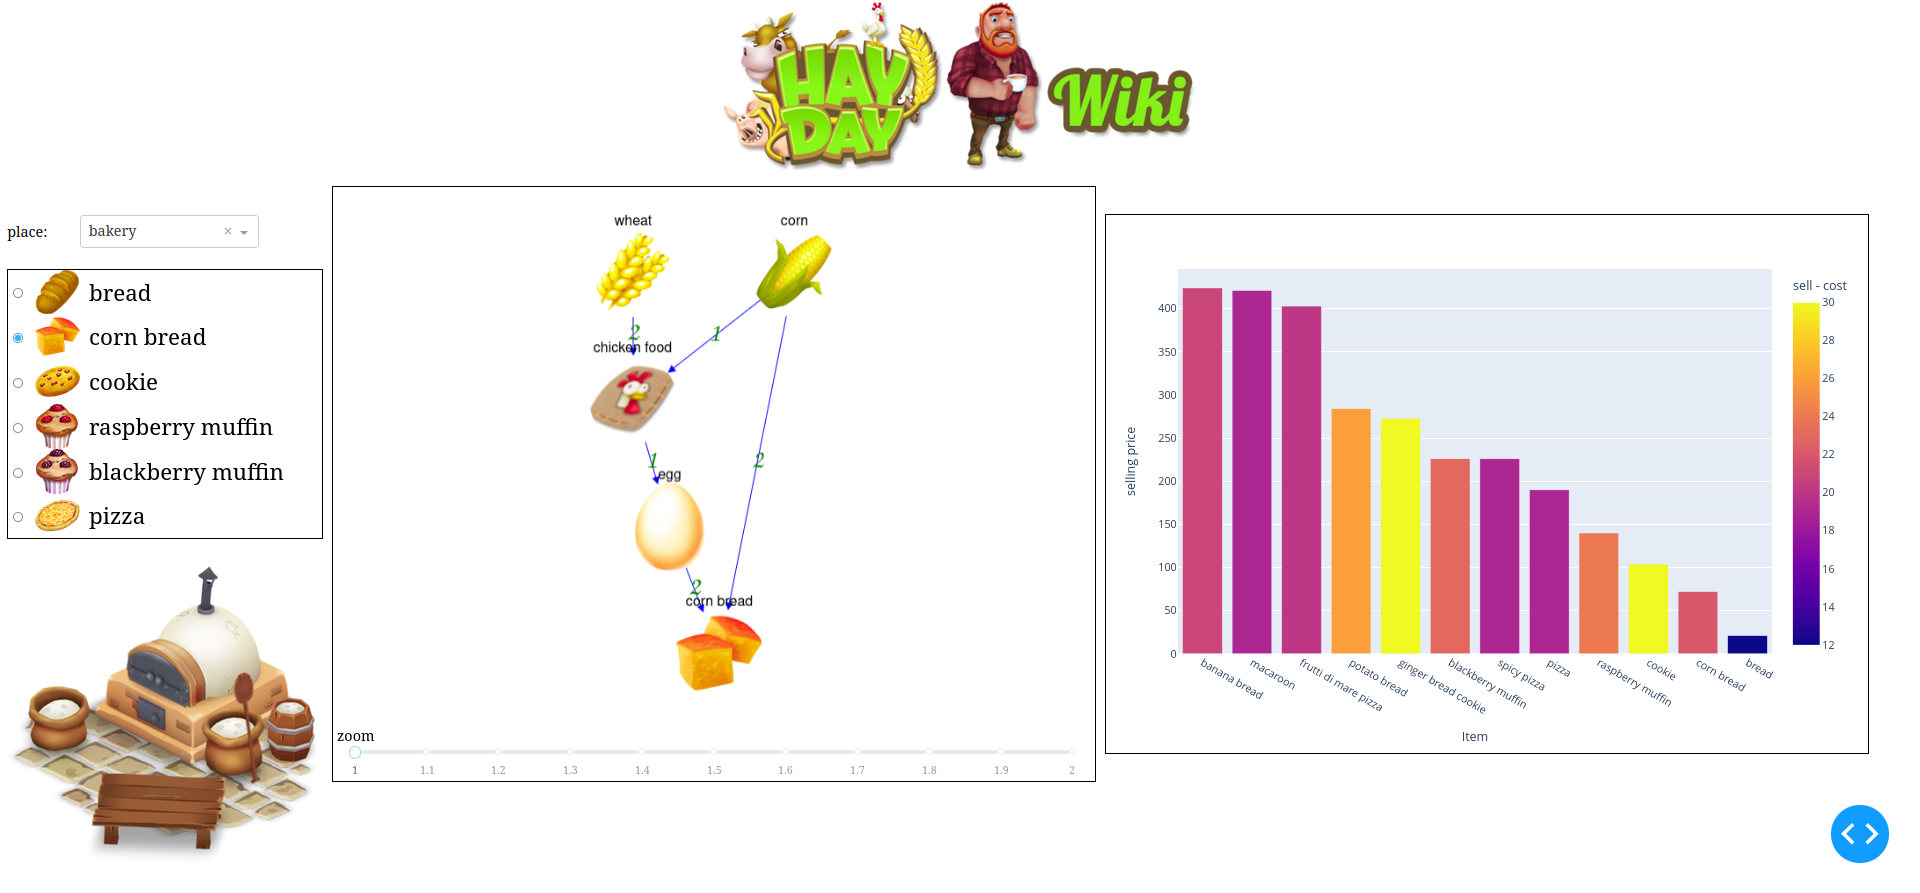 HAY
DAY
Wiki
place:
bakery
bread
corn bread
cookie
raspberry muffin
blackberry muffin
pizza
wheat
corn
2
1
chicken food
1
2
egg
2
corn bread
zoom
1 1.1 1.2 1.3 1.4 1.5 1.6 1.7 1.8 1.9 2
selling price
400
350
300
250
200
150
100
50
0
banana bread
macaroon
frutti di mare pizza
potato bread
ginger bread cookie
blackberry muffin
spicy pizza
pizza
raspberry muffin
cookie
corn bread
bread
Item
sell - cost
30
28
26
24
22
20
18
16
14
12